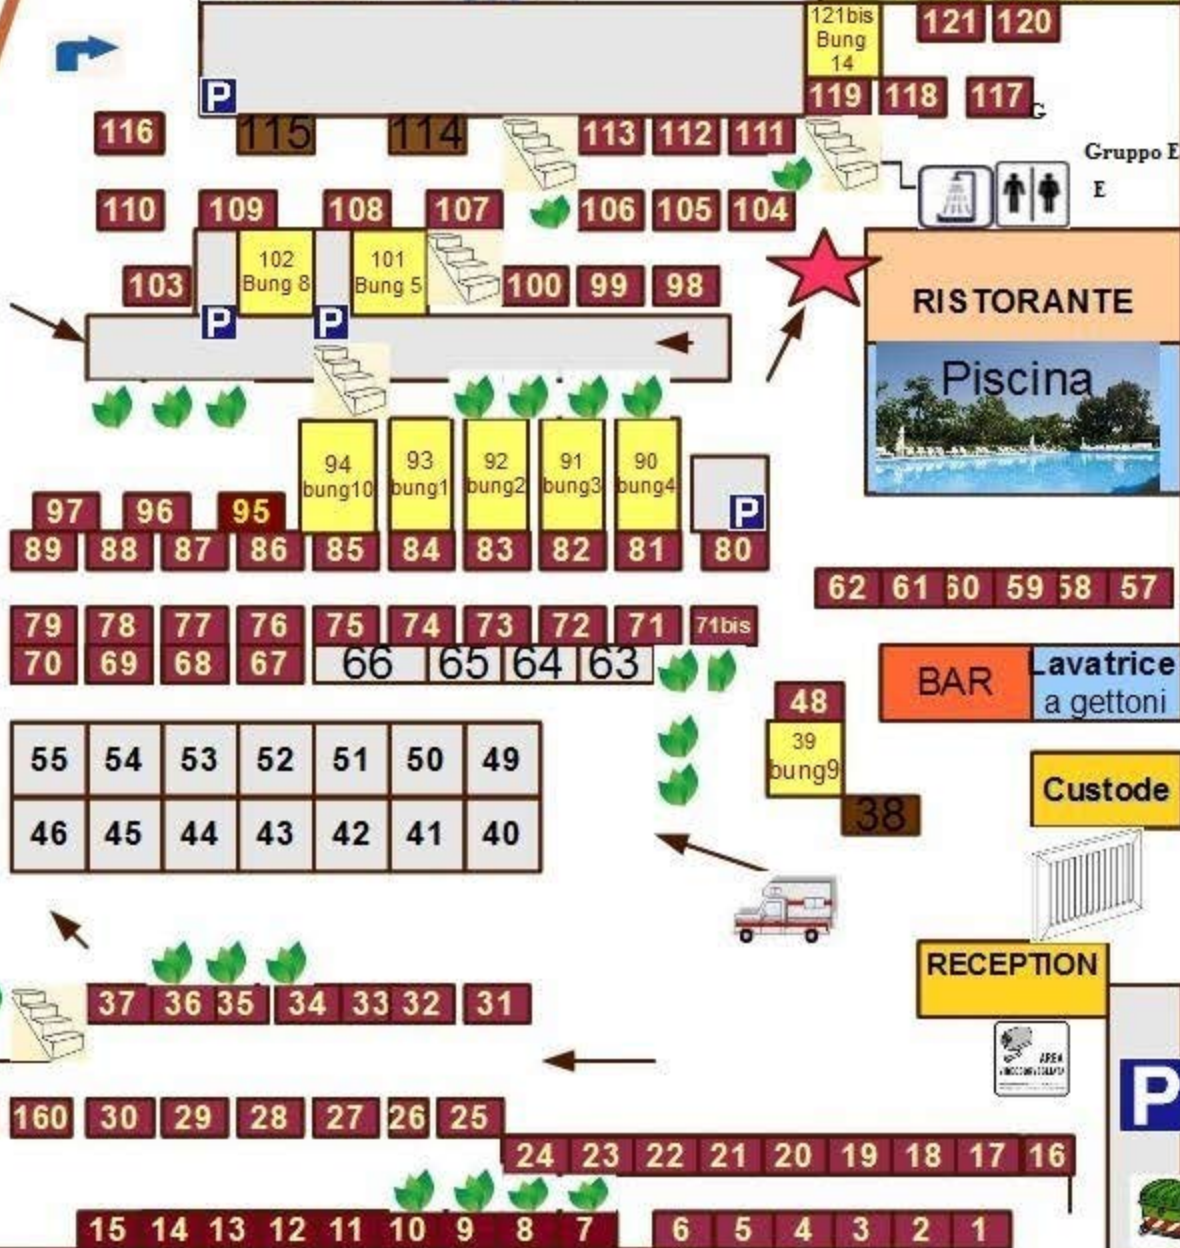 121bis
Bung
14
121 120
P
119 118 117
G
116 115 114 113 112 111
Gruppo E
E
110 109 108 107 106 105 104
102
Bung 8
101
Bung 5
103 100 99 98
RISTORANTE
P P
Piscina
94
bung10
93
bung1
92
bung2
91
bung3
90
bung4
P
97 96 95
89 88 87 86 85 84 83 82 81 80
62 61 60 59 58 57
79 78 77 76 75 74 73 72 71 71bis
70 69 68 67 66 65 64 63
BAR
Lavatrice
a gettoni
48
39
bung9
38
55 54 53 52 51 50 49
46 45 44 43 42 41 40
Custode
RECEPTION
37 36 35 34 33 32 31
AREA
P
160 30 29 28 27 26 25
24 23 22 21 20 19 18 17 16
15 14 13 12 11 10 9 8 7 6 5 4 3 2 1